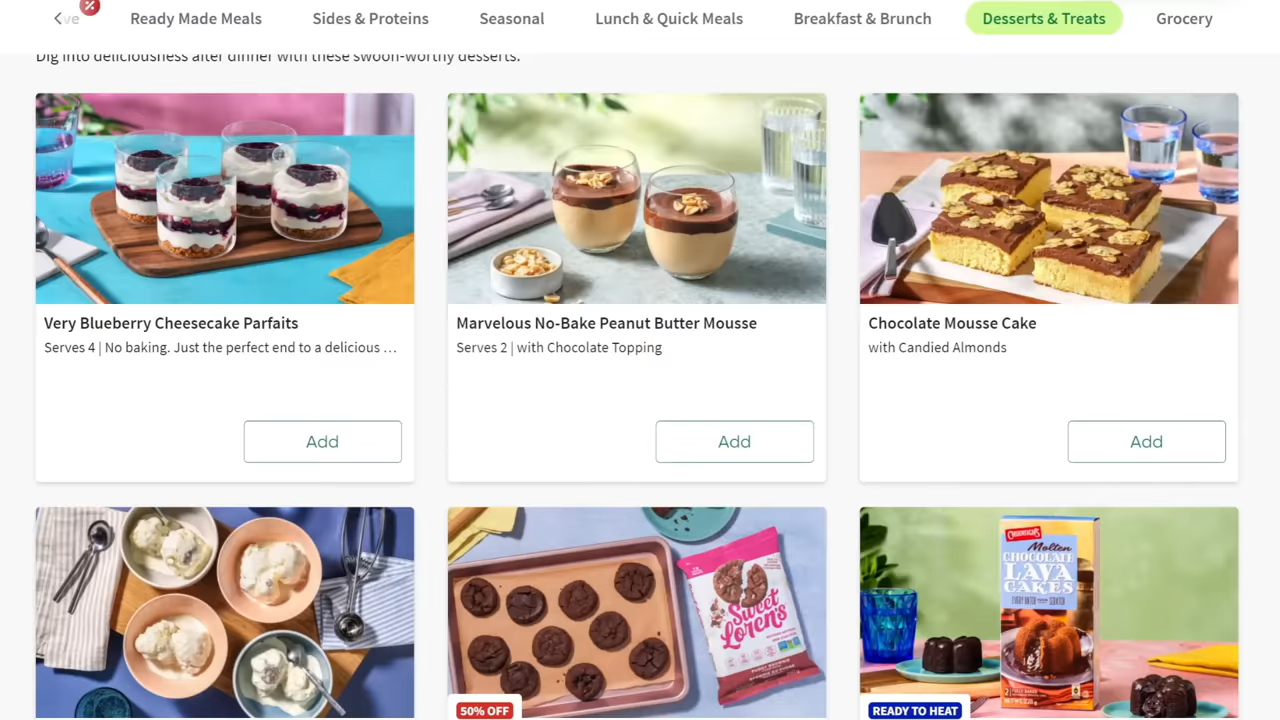 ve
Ready Made Meals
Sides & Proteins
Seasonal
Lunch & Quick Meals
Breakfast & Brunch
Desserts & Treats
Grocery
Dig into deliciousness after dinner with these swoon-worthy desserts.
Very Blueberry Cheesecake Parfaits
Serves 4 | No baking. Just the perfect end to a delicious …
Add
Marvelous No-Bake Peanut Butter Mousse
Serves 2 | with Chocolate Topping
Add
Chocolate Mousse Cake
with Candied Almonds
Add
Sweet
Loren's
50% OFF
Molten
CHOCOLATE
LAVA
CAKES
READY TO HEAT